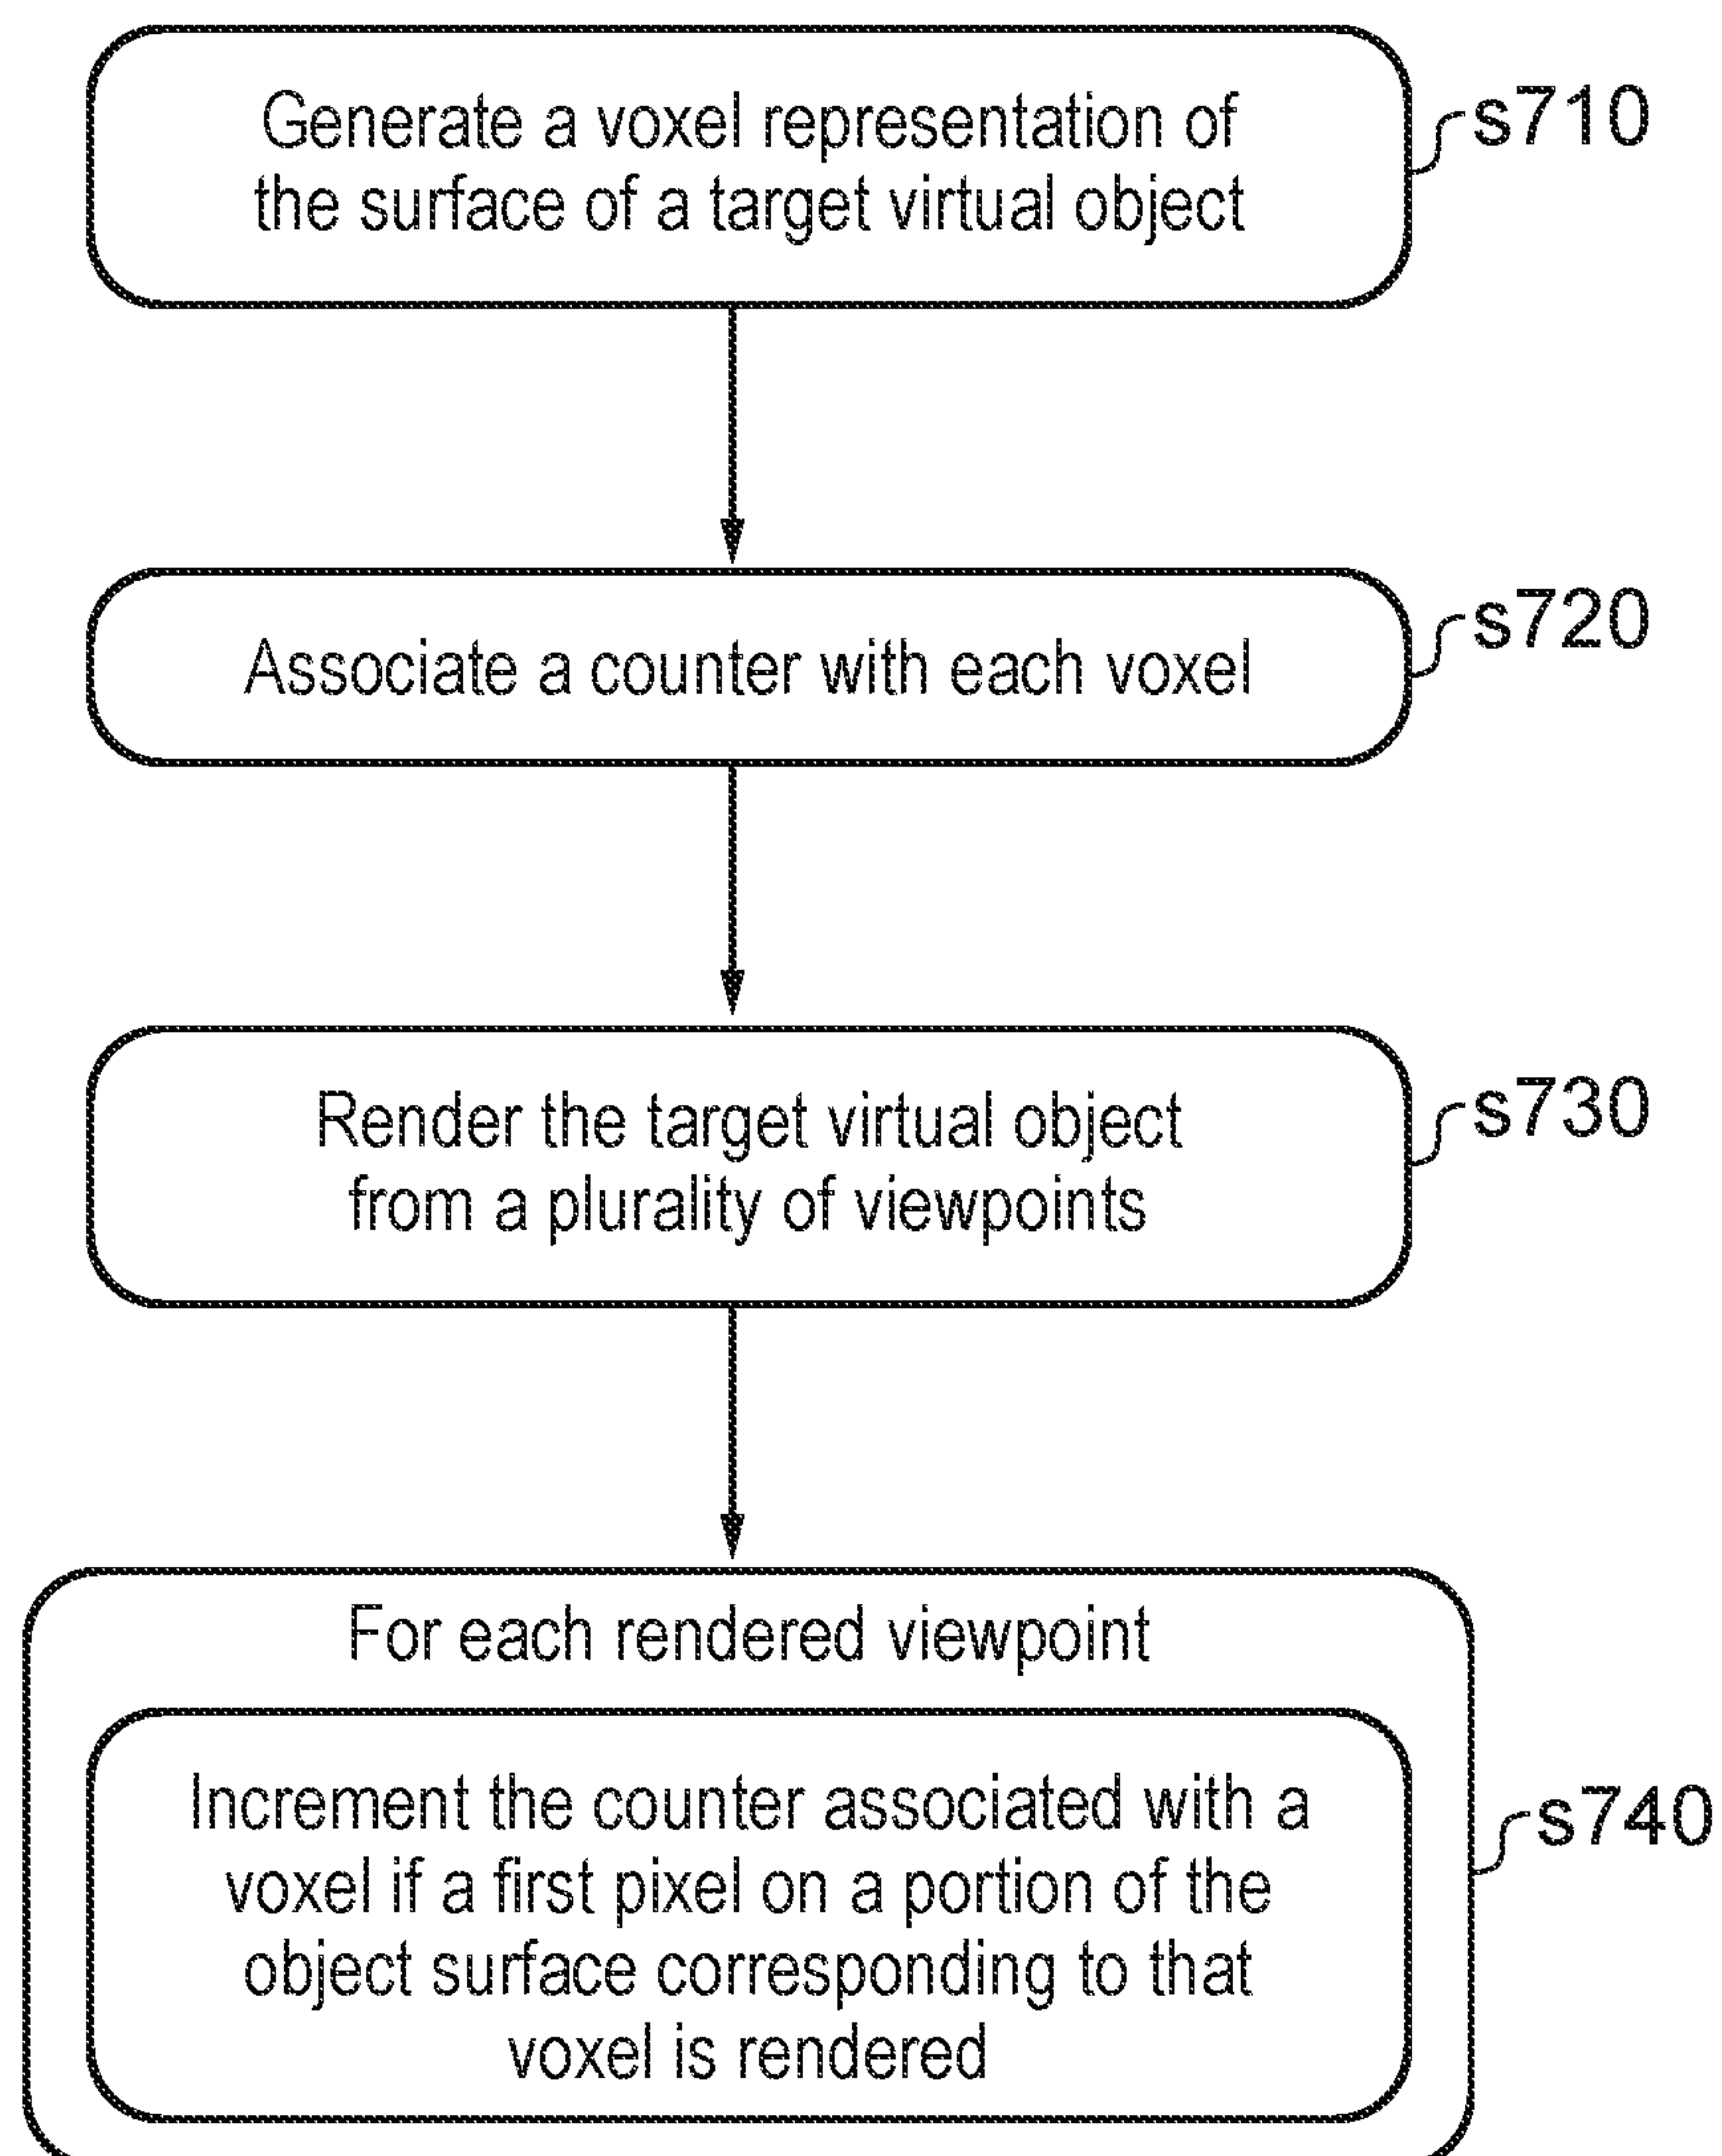 Generate a voxel representation of
the surface of a target virtual object
s710
Associate a counter with each voxel
s720
Render the target virtual object
from a plurality of viewpoints
s730
For each rendered viewpoint
Increment the counter associated with a
voxel if a first pixel on a portion of the
object surface corresponding to that
voxel is rendered
s740